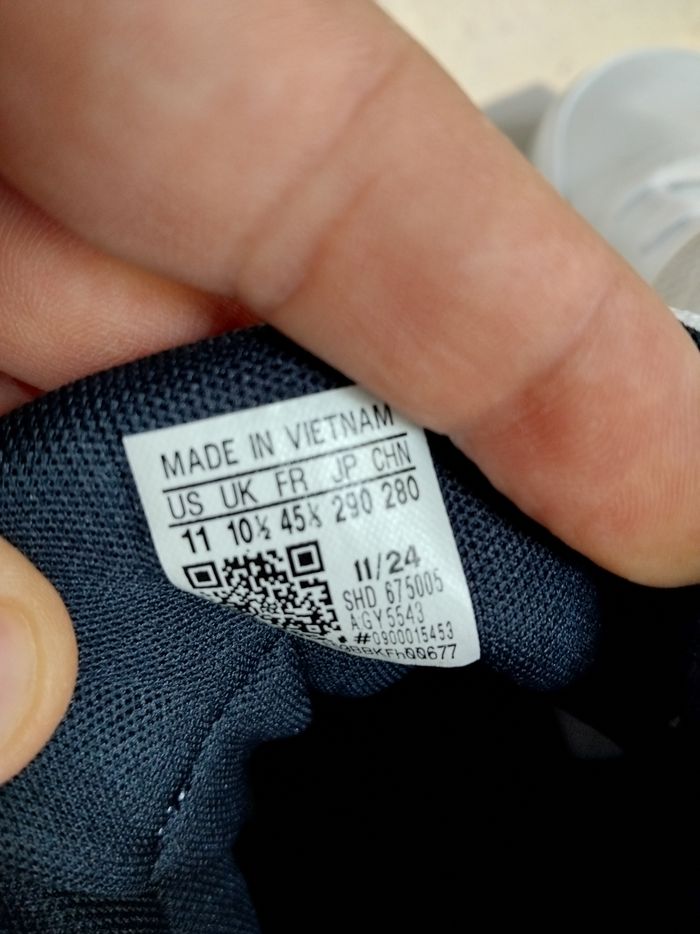 MADE IN VIETNAM
US UK FR JP CHN
11 10½ 45⅓ 290 280
11/24
SHD 675005
AGY5543
#0900015453